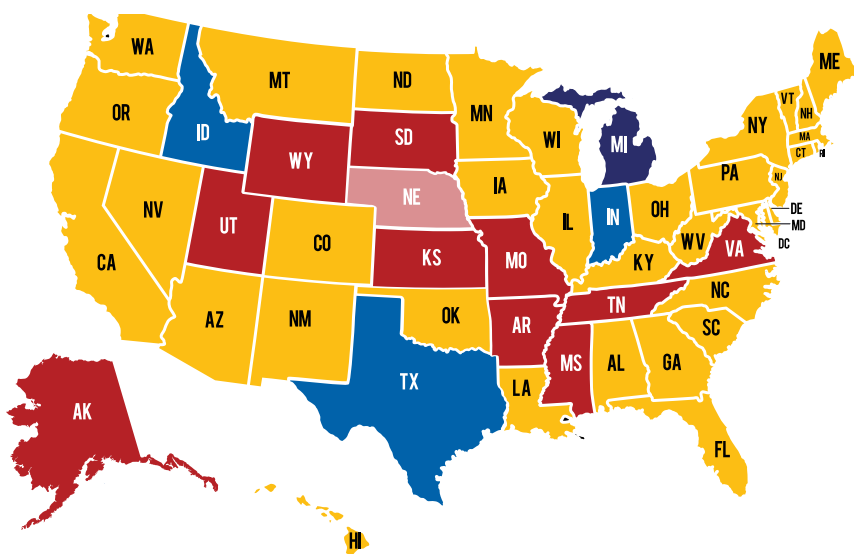 WA
MT
ND
MN
ME
VT
NH
OR
ID
SD
WI
MI
NY
MA
CT
RI
WY
NE
IA
PA
NJ
NV
UT
CO
IL
IN
OH
DE
MD
DC
WV
VA
CA
KS
MO
KY
AZ
NM
OK
AR
TN
NC
SC
TX
LA
MS
AL
GA
AK
FL
HI